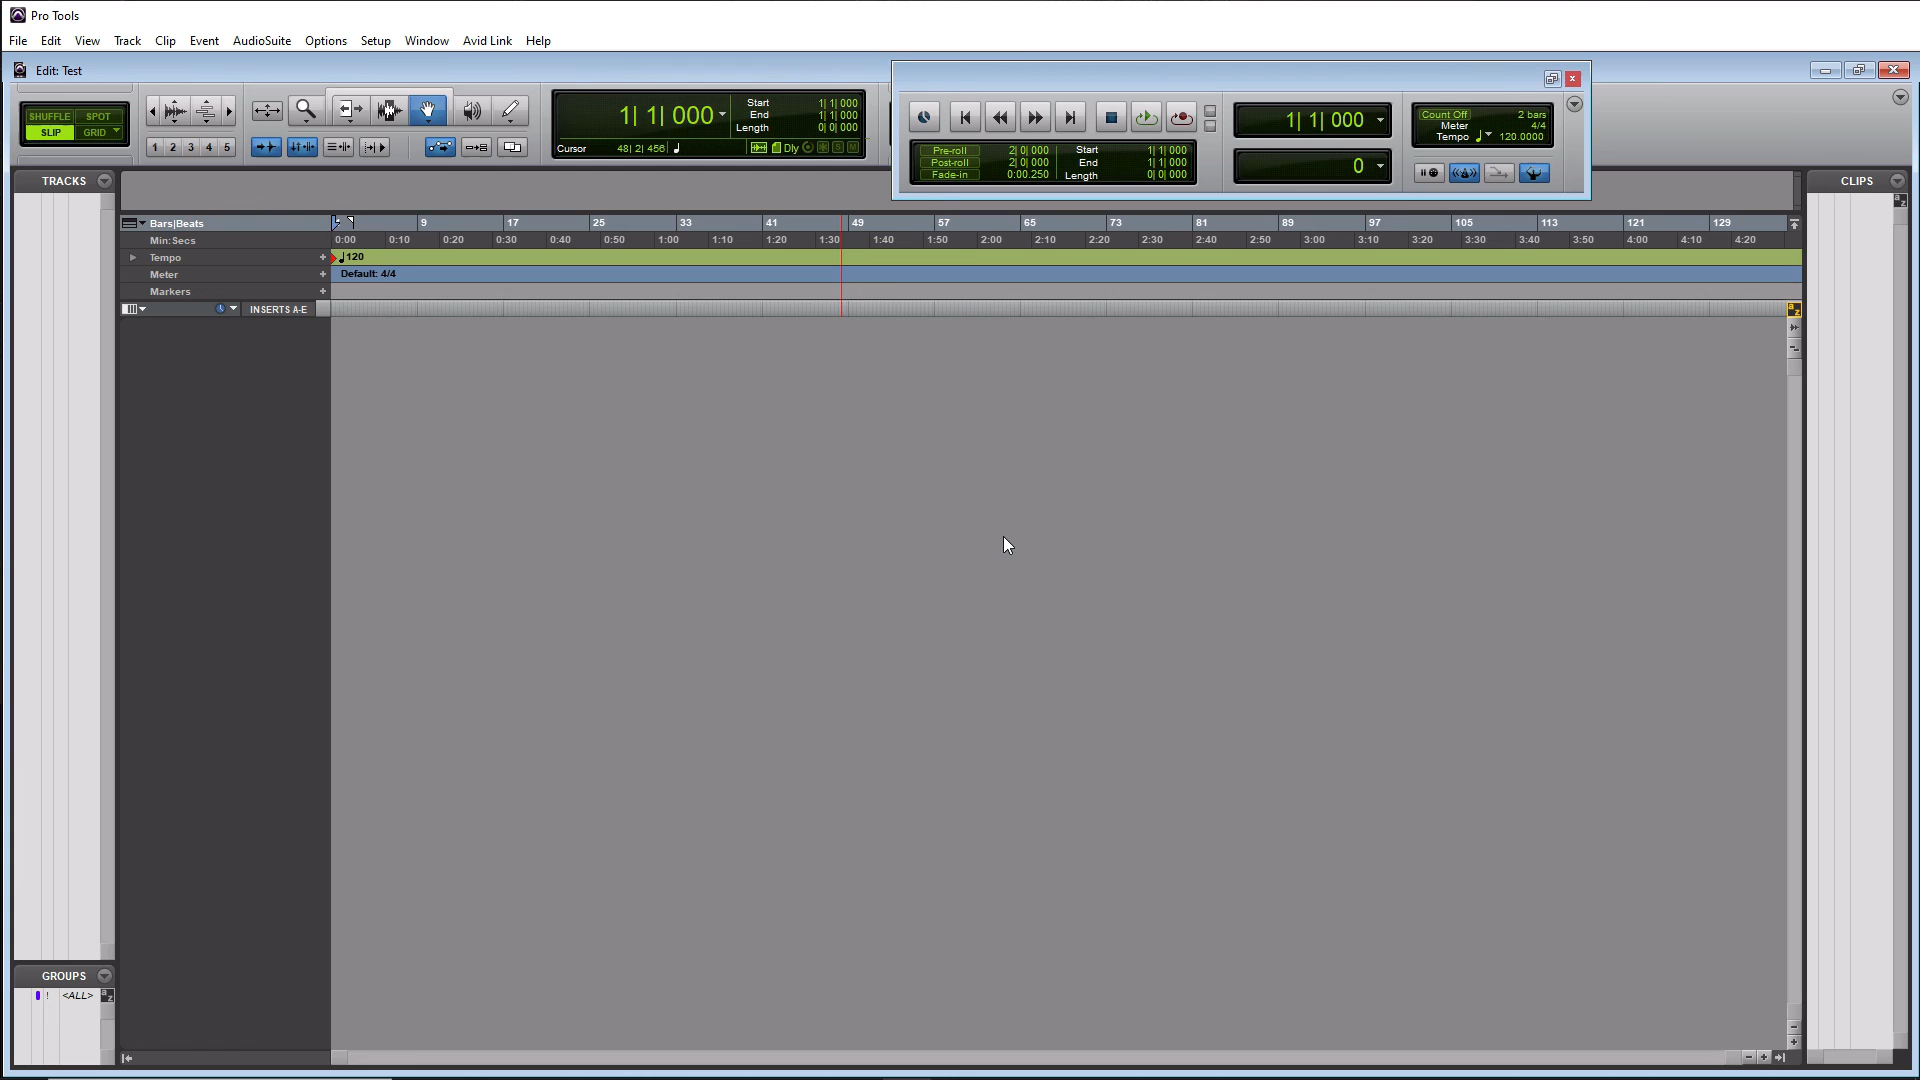 Pro Tools
File Edit View Track Clip Event AudioSuite Options Setup Window Avid Link Help
Edit: Test
SHUFFLE SPOT
SLIP GRID
1 2 3 4 5
1| 1| 000
Start 1| 1| 000
End 1| 1| 000
Length 0| 0| 000
Cursor 48| 2| 456 Dly S M
Pre-roll 2| 0| 000 Start 1| 1| 000
Post-roll 2| 0| 000 End 1| 1| 000
Fade-in 0:00.250 Length 0| 0| 000
1| 1| 000
0
Count Off 2 bars
Meter 4/4
Tempo 120.0000
TRACKS
CLIPS
Bars|Beats 9 17 25 33 41 49 57 65 73 81 89 97 105 113 121 129
Min:Secs 0:00 0:10 0:20 0:30 0:40 0:50 1:00 1:10 1:20 1:30 1:40 1:50 2:00 2:10 2:20 2:30 2:40 2:50 3:00 3:10 3:20 3:30 3:40 3:50 4:00 4:10 4:20
Tempo + 120
Meter + Default: 4/4
Markers +
INSERTS A-E
a z
GROUPS
! <ALL> a z